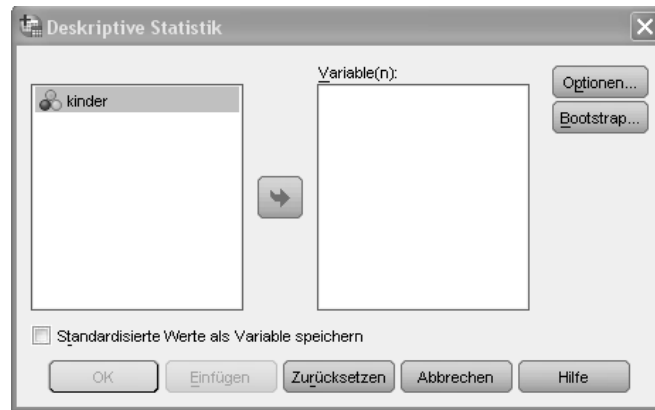 Deskriptive Statistik
Variable(n):
kinder
Optionen...
Bootstrap...
Standardisierte Werte als Variable speichern
OK
Einfügen
Zurücksetzen
Abbrechen
Hilfe